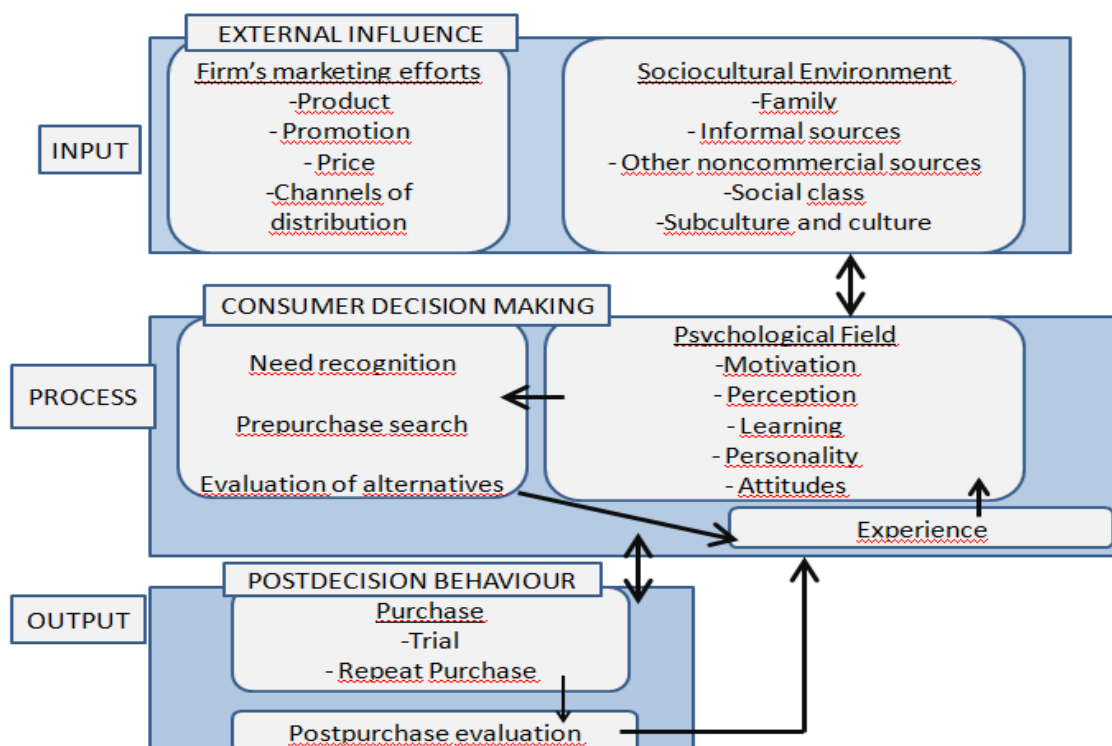 EXTERNAL INFLUENCE
INPUT
Firm's marketing efforts
-Product
- Promotion
- Price
-Channels of
distribution
Sociocultural Environment
-Family
- Informal sources
- Other noncommercial sources
-Social class
-Subculture and culture
CONSUMER DECISION MAKING
PROCESS
Need recognition
Prepurchase search
Evaluation of alternatives
Psychological Field
-Motivation
- Perception
- Learning
- Personality
- Attitudes
Experience
POSTDECISION BEHAVIOUR
OUTPUT
Purchase
-Trial
- Repeat Purchase
Postpurchase evaluation